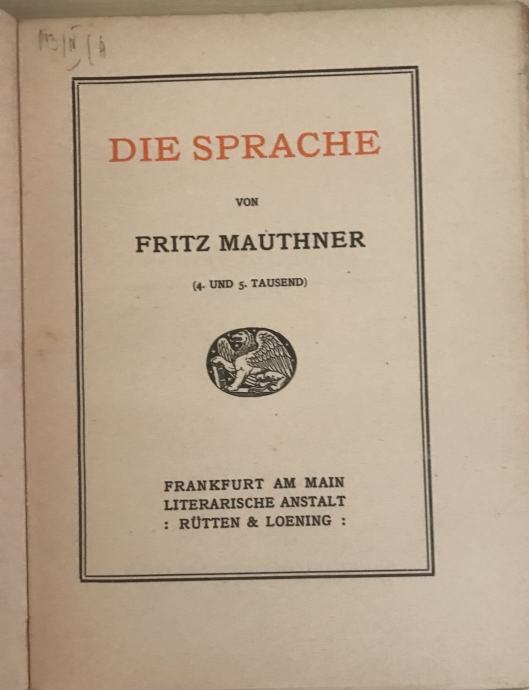 DIE SPRACHE
VON
FRITZ MAUTHNER
(4. UND 5. TAUSEND)
FRANKFURT AM MAIN
LITERARISCHE ANSTALT
: RÜTTEN & LOENING :